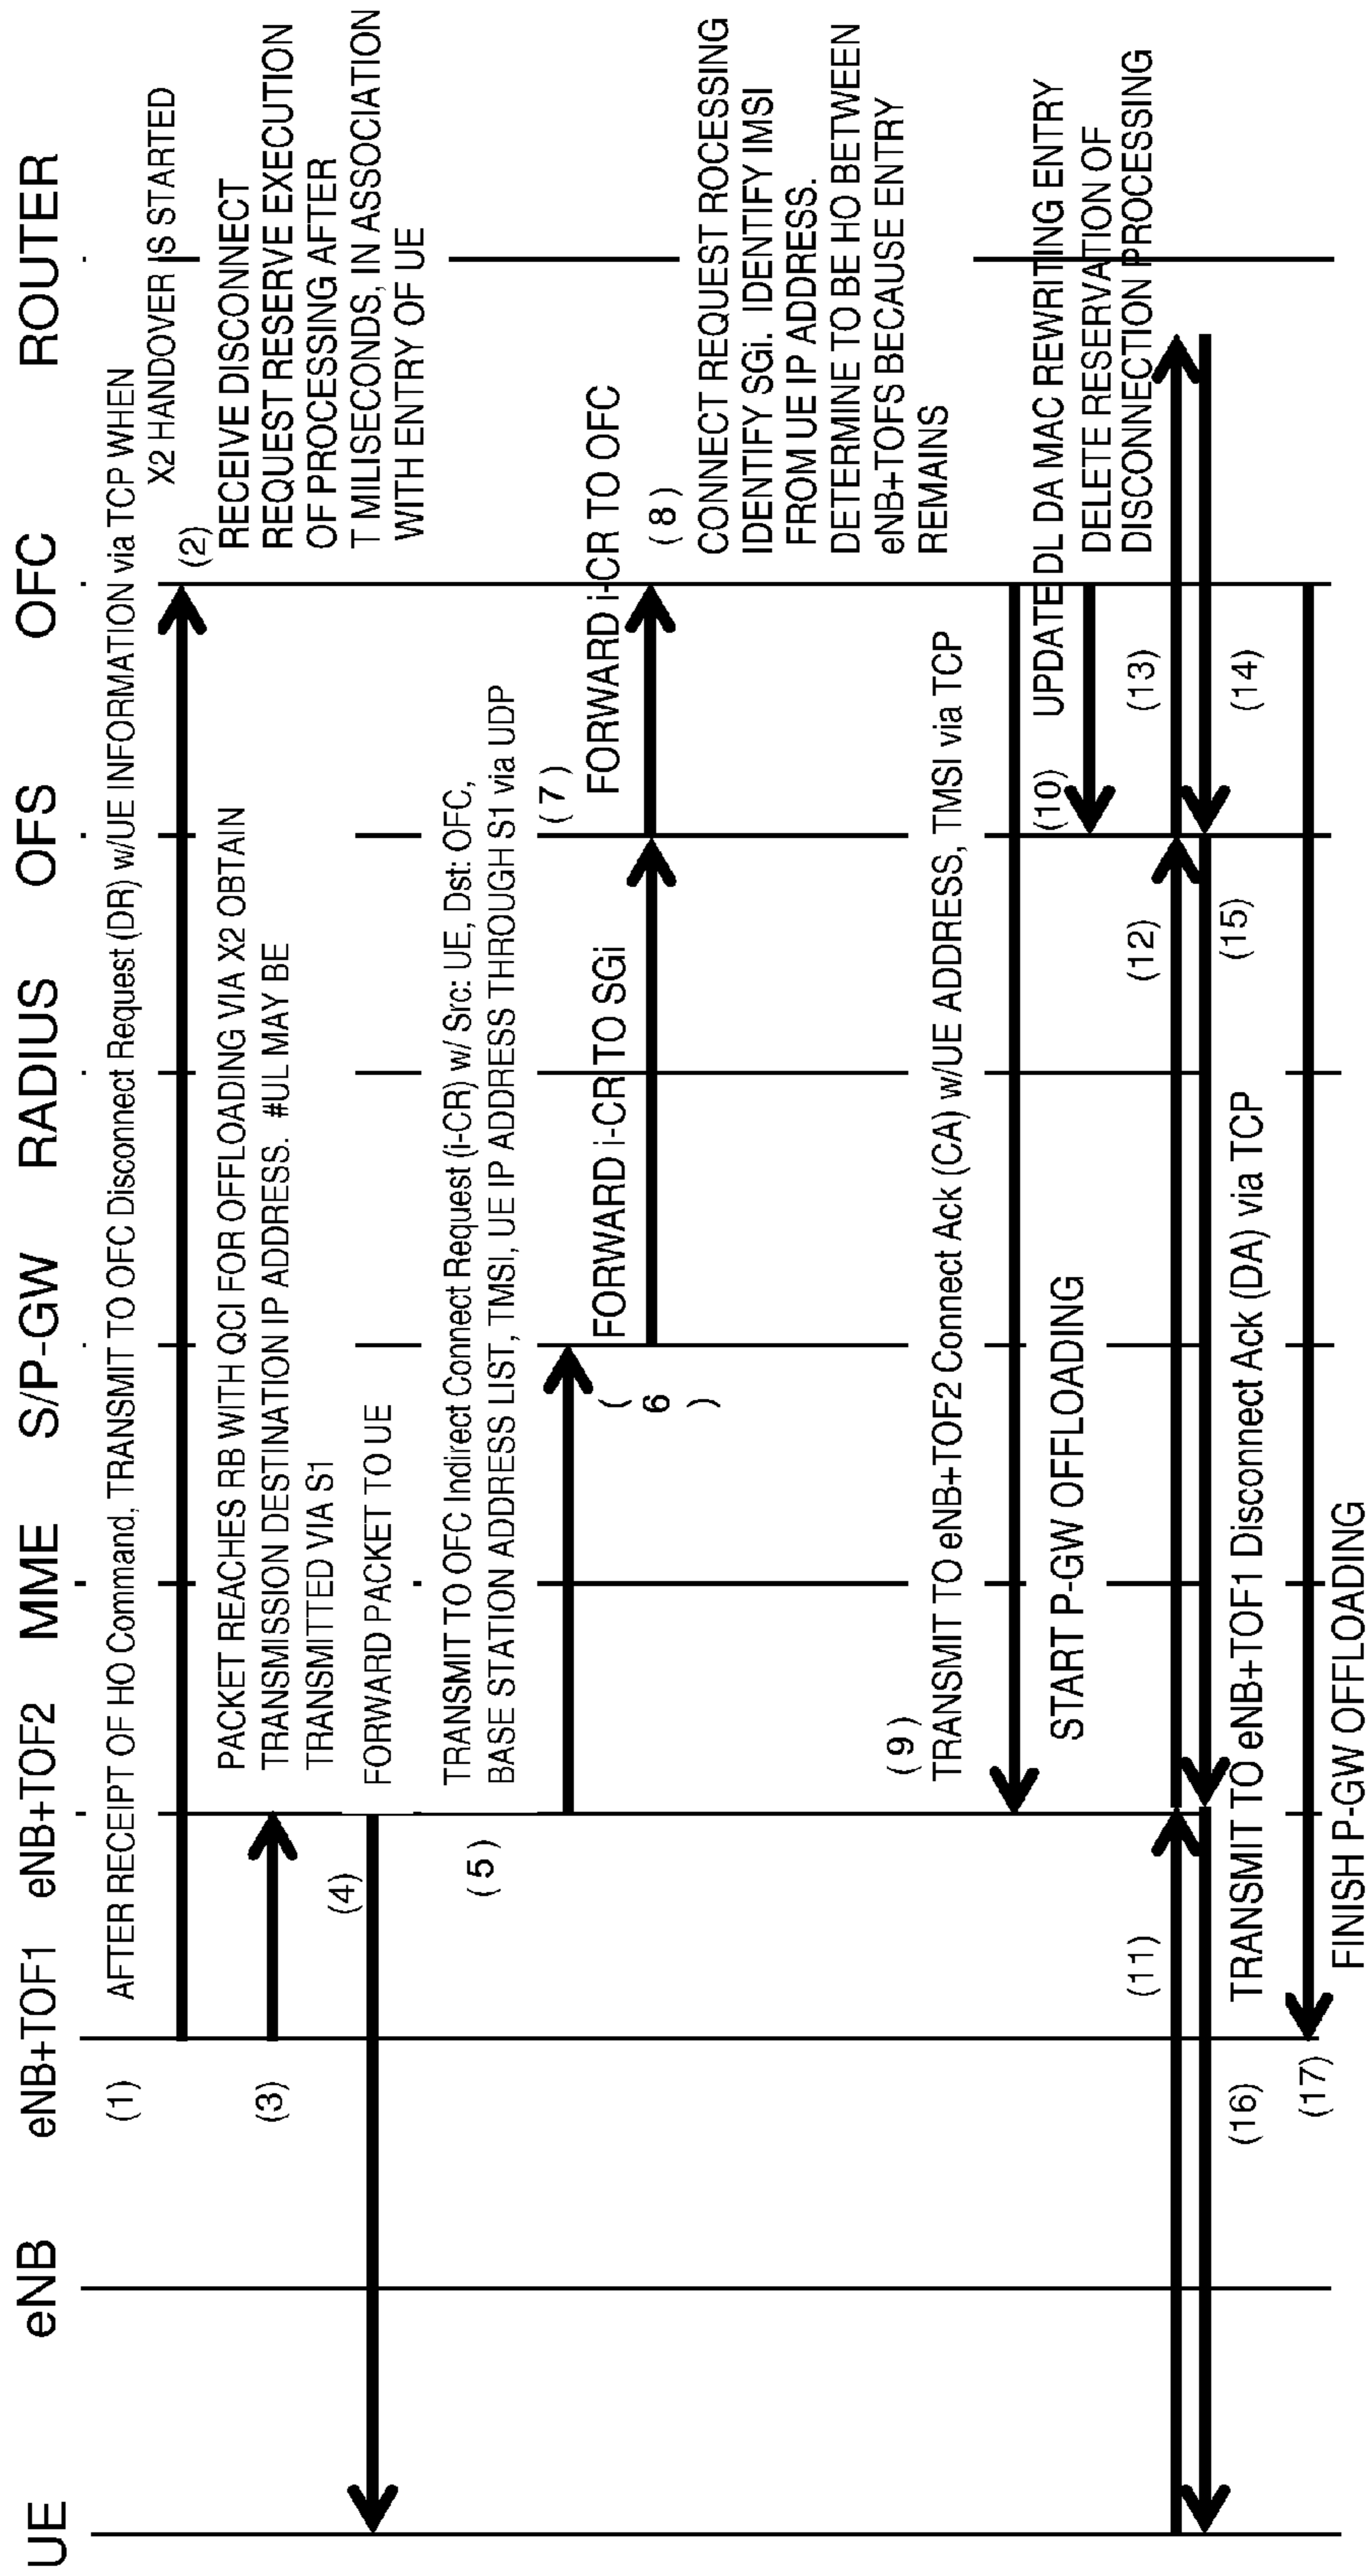 UE eNB eNB+TOF1 eNB+TOF2 MME S/P-GW RADIUS OFS OFC ROUTER
(1)
AFTER RECEIPT OF HO Command, TRANSMIT TO OFC Disconnect Request (DR) w/UE INFORMATION via TCP WHEN
X2 HANDOVER IS STARTED
(2)
RECEIVE DISCONNECT
REQUEST RESERVE EXECUTION
OF PROCESSING AFTER
T MILISECONDS, IN ASSOCIATION
WITH ENTRY OF UE
(3)
PACKET REACHES RB WITH QCI FOR OFFLOADING VIA X2 OBTAIN
TRANSMISSION DESTINATION IP ADDRESS. #UL MAY BE
TRANSMITTED VIA S1
(4)
FORWARD PACKET TO UE
(5)
TRANSMIT TO OFC Indirect Connect Request (i-CR) w/ Src: UE, Dst: OFC,
BASE STATION ADDRESS LIST, TMSI, UE IP ADDRESS THROUGH S1 via UDP
(6)
FORWARD i-CR TO SGi
(7)
FORWARD i-CR TO OFC
(8)
CONNECT REQUEST ROCESSING
IDENTIFY SGi. IDENTIFY IMSI
FROM UE IP ADDRESS.
DETERMINE TO BE HO BETWEEN
eNB+TOFS BECAUSE ENTRY
REMAINS
(9)
TRANSMIT TO eNB+TOF2 Connect Ack (CA) w/UE ADDRESS, TMSI via TCP
START P-GW OFFLOADING
(10)
UPDATE DL DA MAC REWRITING ENTRY
DELETE RESERVATION OF
DISCONNECTION PROCESSING
(11)
(12)
(13)
(14)
(15)
(16)
TRANSMIT TO eNB+TOF1 Disconnect Ack (DA) via TCP
(17)
FINISH P-GW OFFLOADING